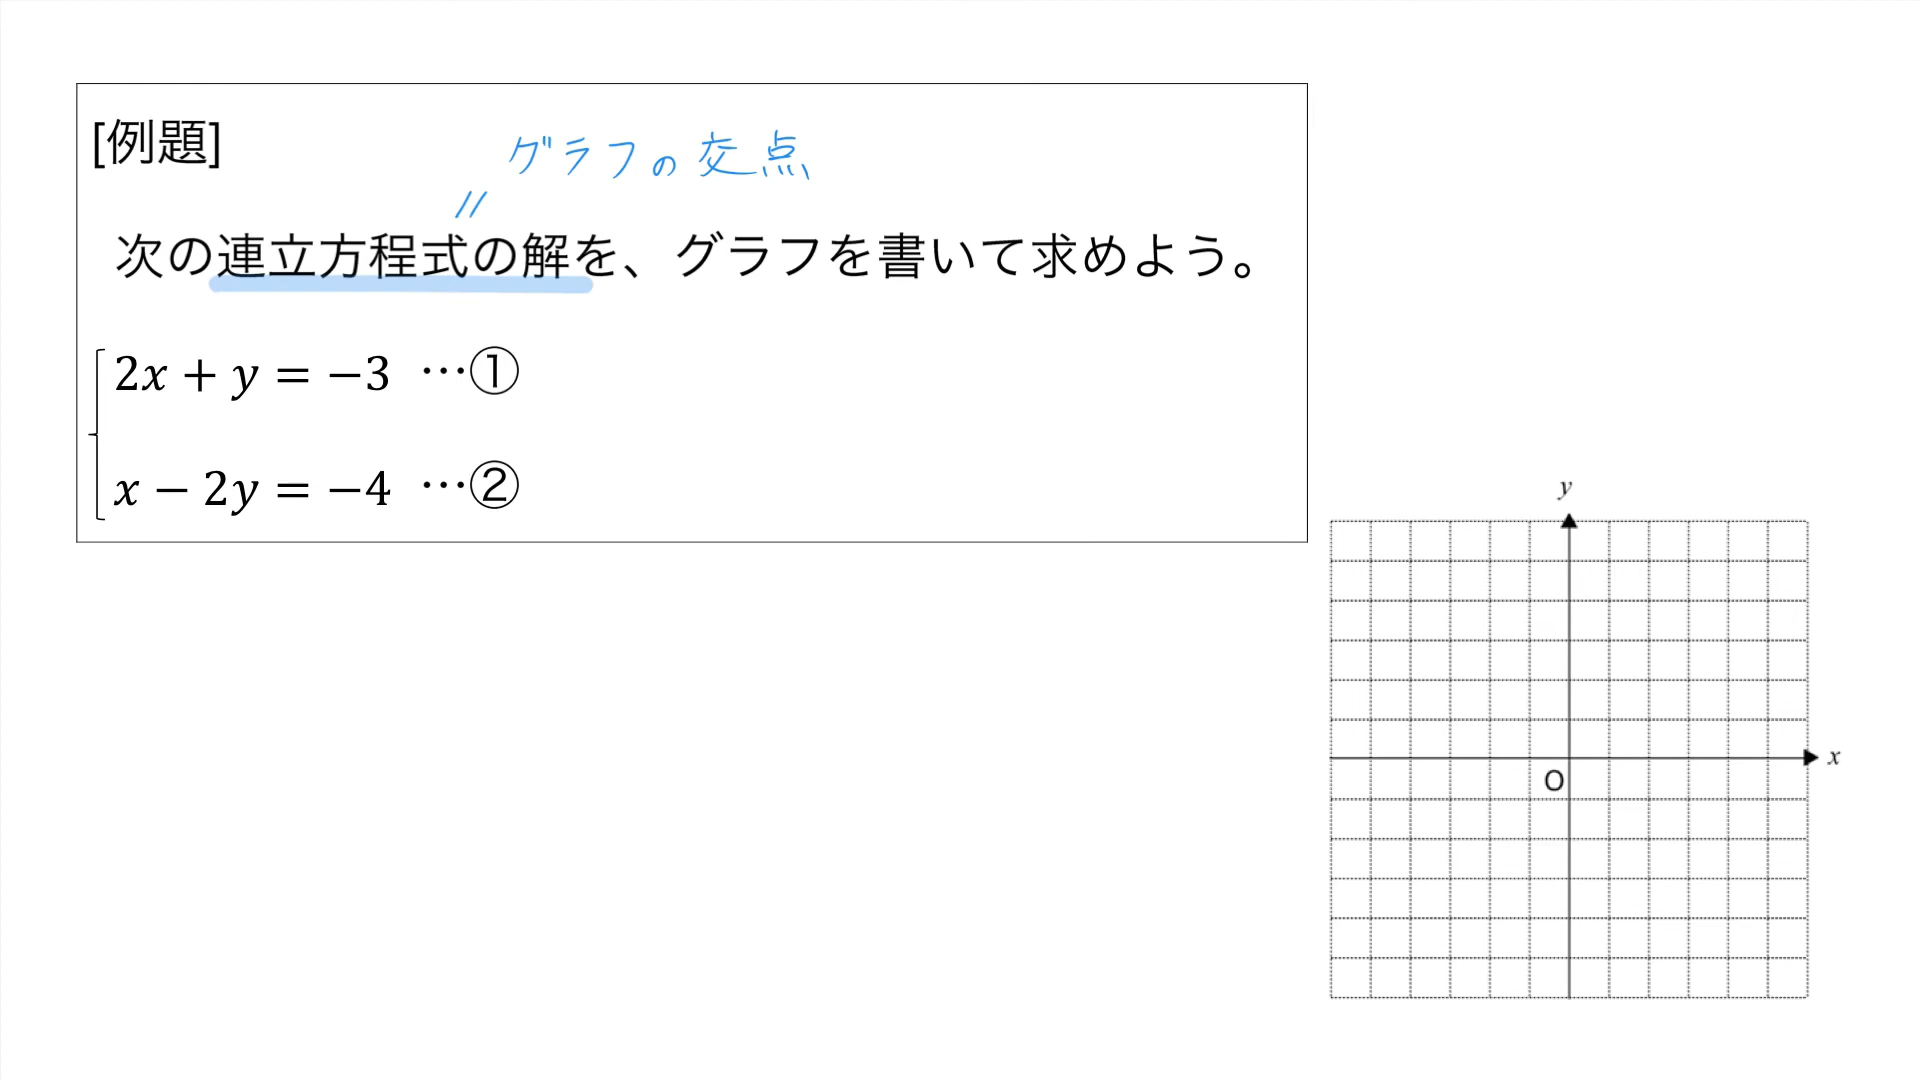 [例題]
グラフの交点
〃
次の連立方程式の解を、グラフを書いて求めよう。
2x + y = −3 …①
x − 2y = −4 …②
y
x
O